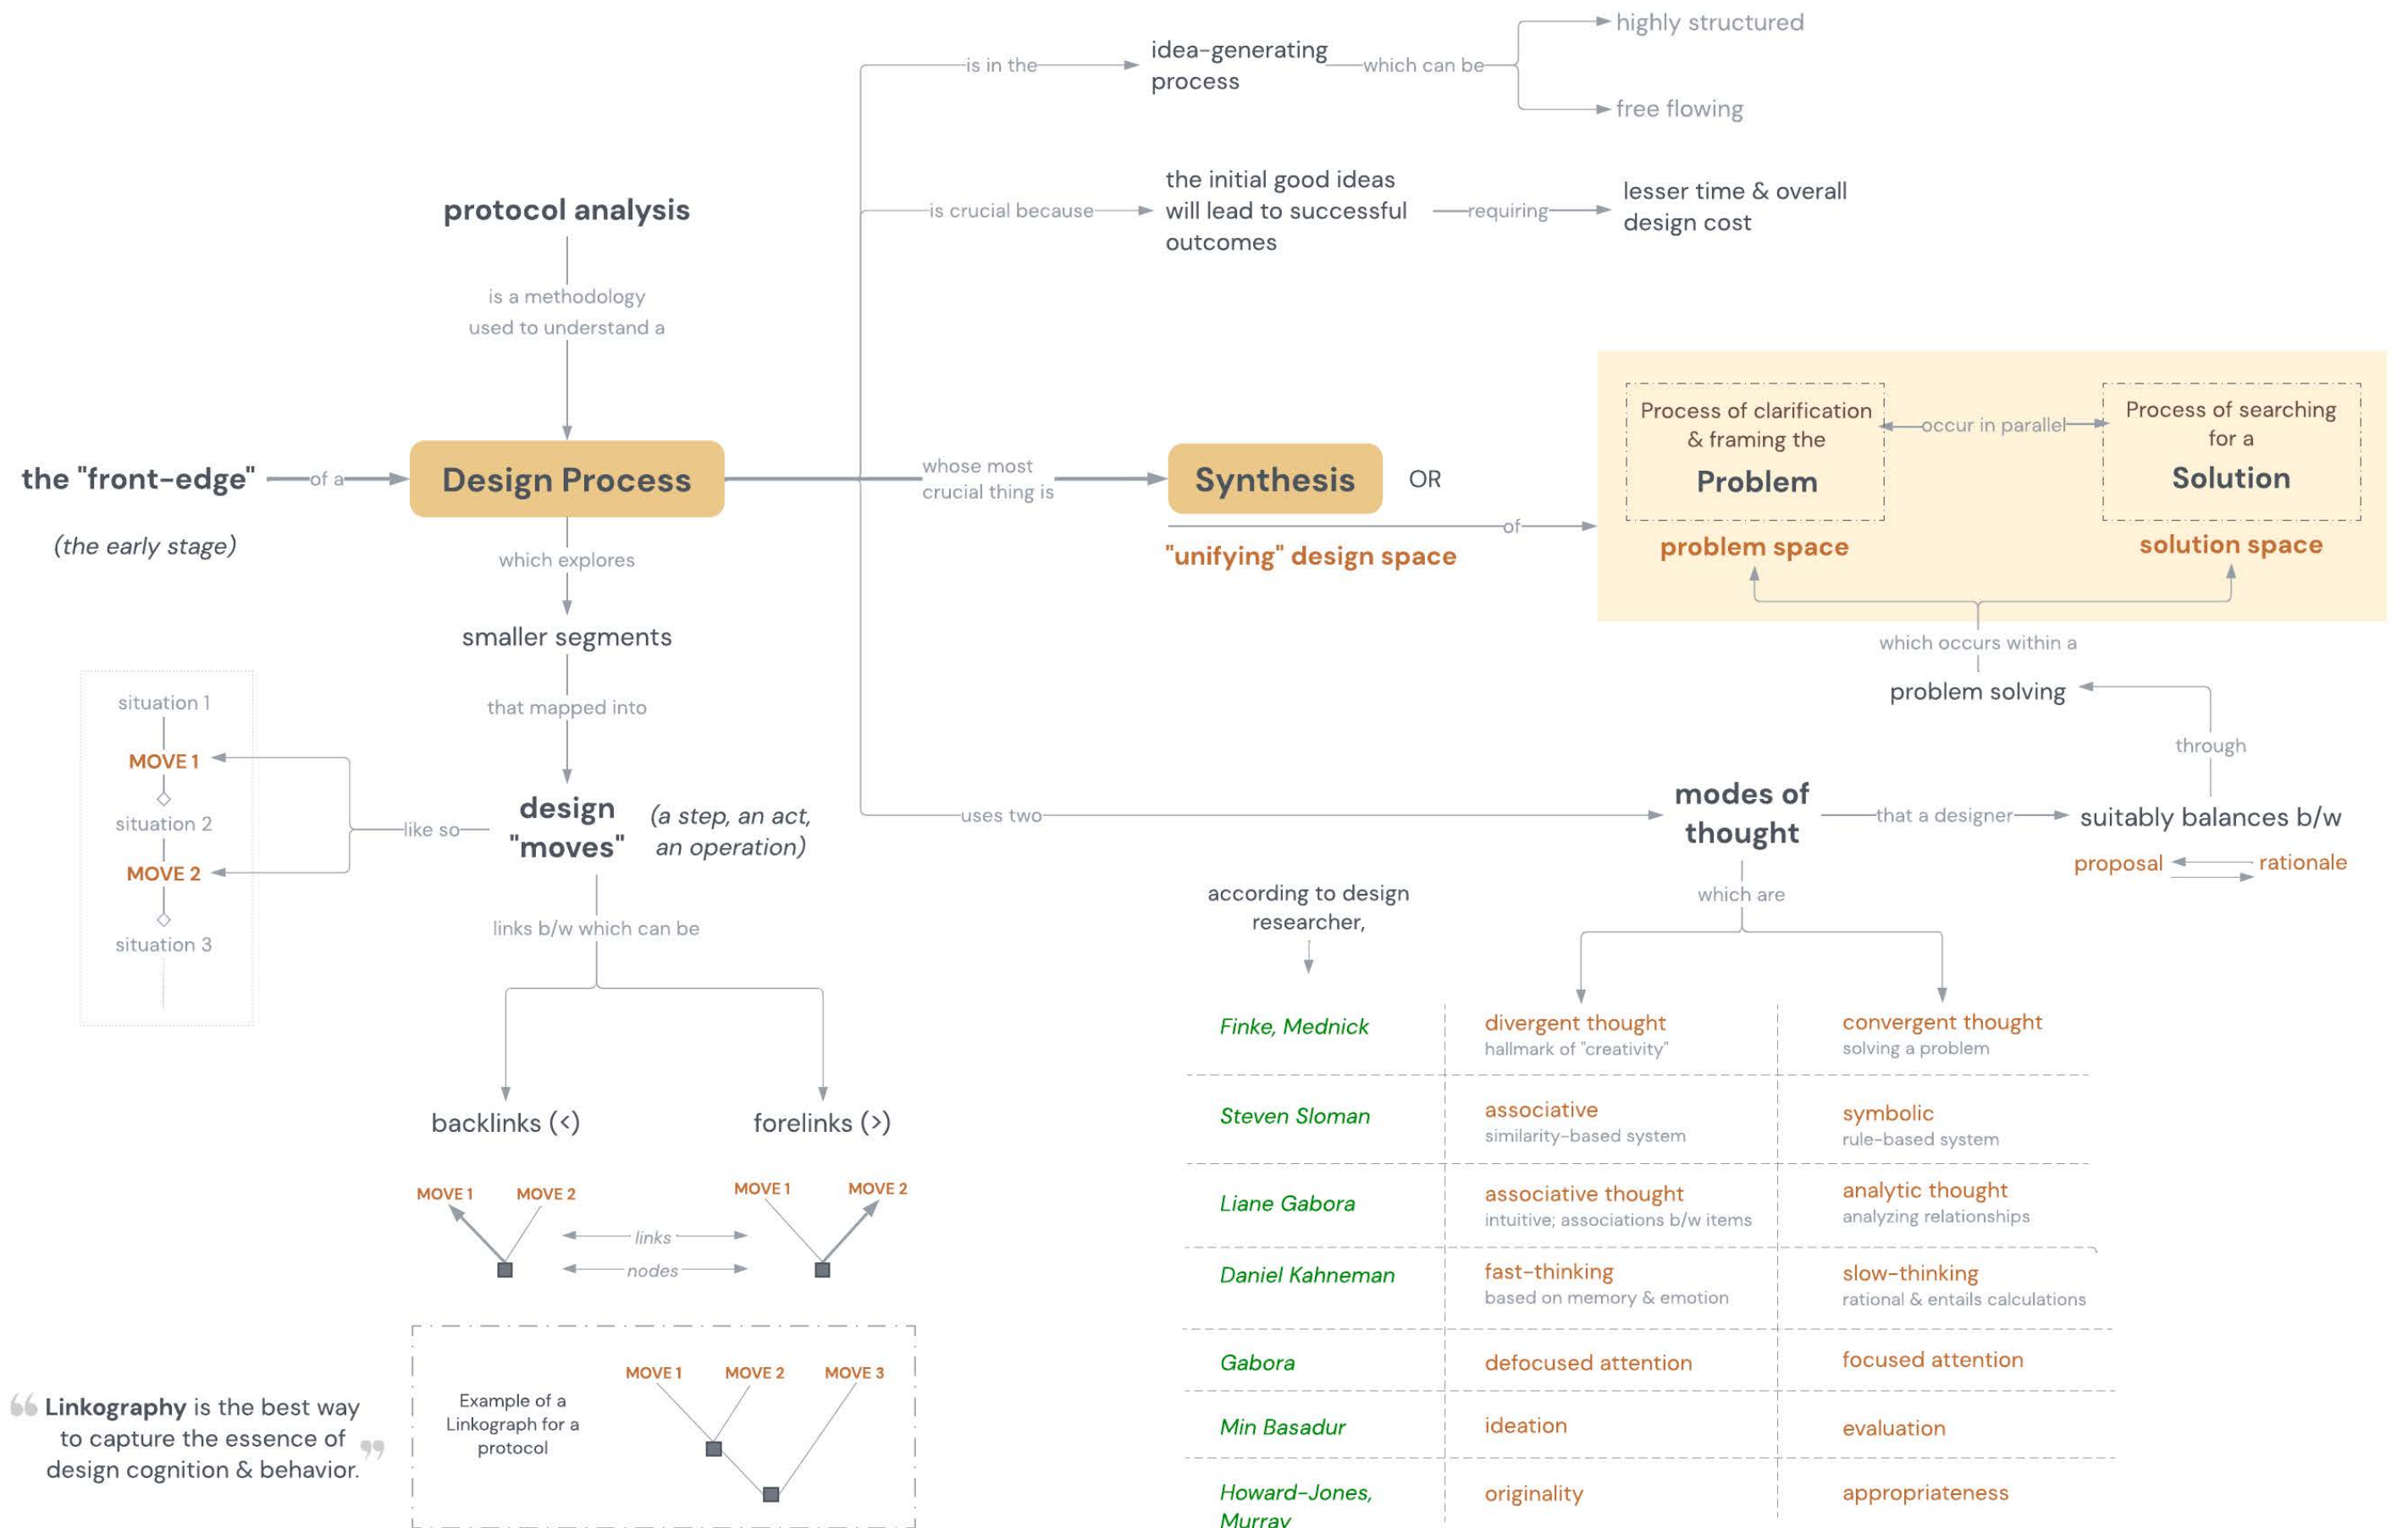 highly structured
idea-generating
process
is in the
which can be
free flowing
the initial good ideas
will lead to successful
outcomes
is crucial because
requiring
lesser time & overall
design cost
protocol analysis
is a methodology
used to understand a
the "front-edge"
(the early stage)
of a
Design Process
whose most
crucial thing is
Synthesis
OR
"unifying" design space
of
Process of clarification
& framing the
Problem
problem space
occur in parallel
Process of searching
for a
Solution
solution space
which occurs within a
problem solving
through
which explores
smaller segments
that mapped into
design
"moves"
(a step, an act,
an operation)
like so
situation 1
MOVE 1
situation 2
MOVE 2
situation 3
links b/w which can be
backlinks (<)
forelinks (>)
MOVE 1
MOVE 2
MOVE 1
MOVE 2
links
nodes
Linkography is the best way
to capture the essence of
design cognition & behavior.
Example of a
Linkograph for a
protocol
MOVE 1
MOVE 2
MOVE 3
uses two
modes of
thought
that a designer
suitably balances b/w
proposal
rationale
which are
according to design
researcher,
Finke, Mednick
divergent thought
hallmark of "creativity"
convergent thought
solving a problem
Steven Sloman
associative
similarity-based system
symbolic
rule-based system
Liane Gabora
associative thought
intuitive; associations b/w items
analytic thought
analyzing relationships
Daniel Kahneman
fast-thinking
based on memory & emotion
slow-thinking
rational & entails calculations
Gabora
defocused attention
focused attention
Min Basadur
ideation
evaluation
Howard-Jones,
Murray
originality
appropriateness